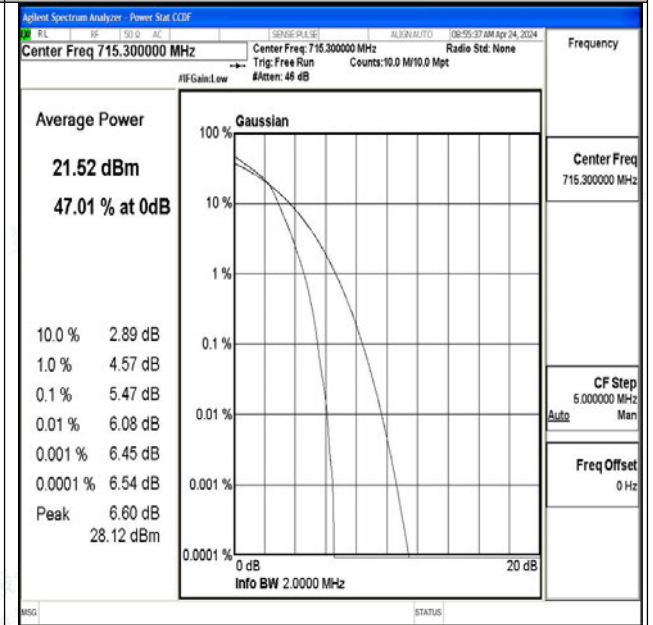 Agilent Spectrum Analyzer - Power Stat CCDF
RL RF 50 Ω AC SENSE:PULSE ALIGN AUTO 08:55:37 AM Apr 24, 2024
Center Freq 715.300000 MHz
Center Freq: 715.300000 MHz Radio Std: None
Trig: Free Run Counts:10.0 M/10.0 Mpt
#IFGain:Low #Atten: 46 dB
Frequency
Average Power
21.52 dBm
47.01 % at 0dB
10.0 % 2.89 dB
1.0 % 4.57 dB
0.1 % 5.47 dB
0.01 % 6.08 dB
0.001 % 6.45 dB
0.0001 % 6.54 dB
Peak 6.60 dB
28.12 dBm
Gaussian
100 %
10 %
1 %
0.1 %
0.01 %
0.001 %
0.0001 %
0 dB 20 dB
Info BW 2.0000 MHz
Center Freq
715.300000 MHz
CF Step
5.000000 MHz
Auto Man
Freq Offset
0 Hz
MSG STATUS